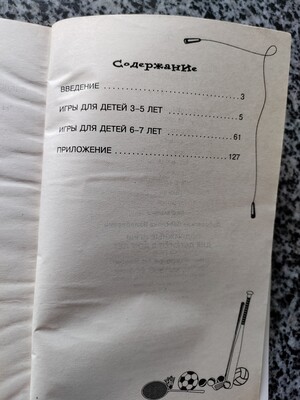 Содержание
ВВЕДЕНИЕ ........................................ 3
ИГРЫ ДЛЯ ДЕТЕЙ 3–5 ЛЕТ .................. 5
ИГРЫ ДЛЯ ДЕТЕЙ 6–7 ЛЕТ ................ 61
ПРИЛОЖЕНИЕ .............................. 127